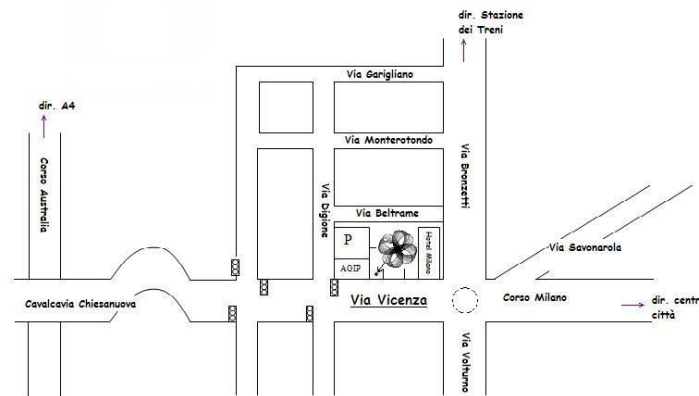 dir. Stazione
dei Treni
Via Garigliano
dir. A4
Via Monterotondo
Corso Australia
Via Digione
Via Bronzetti
Via Beltrame
P
Hotel Milano
Via Savonarola
AGIP
Cavalcavia Chiesanuova
Via Vicenza
Corso Milano
dir. centr
città
Via Volturno